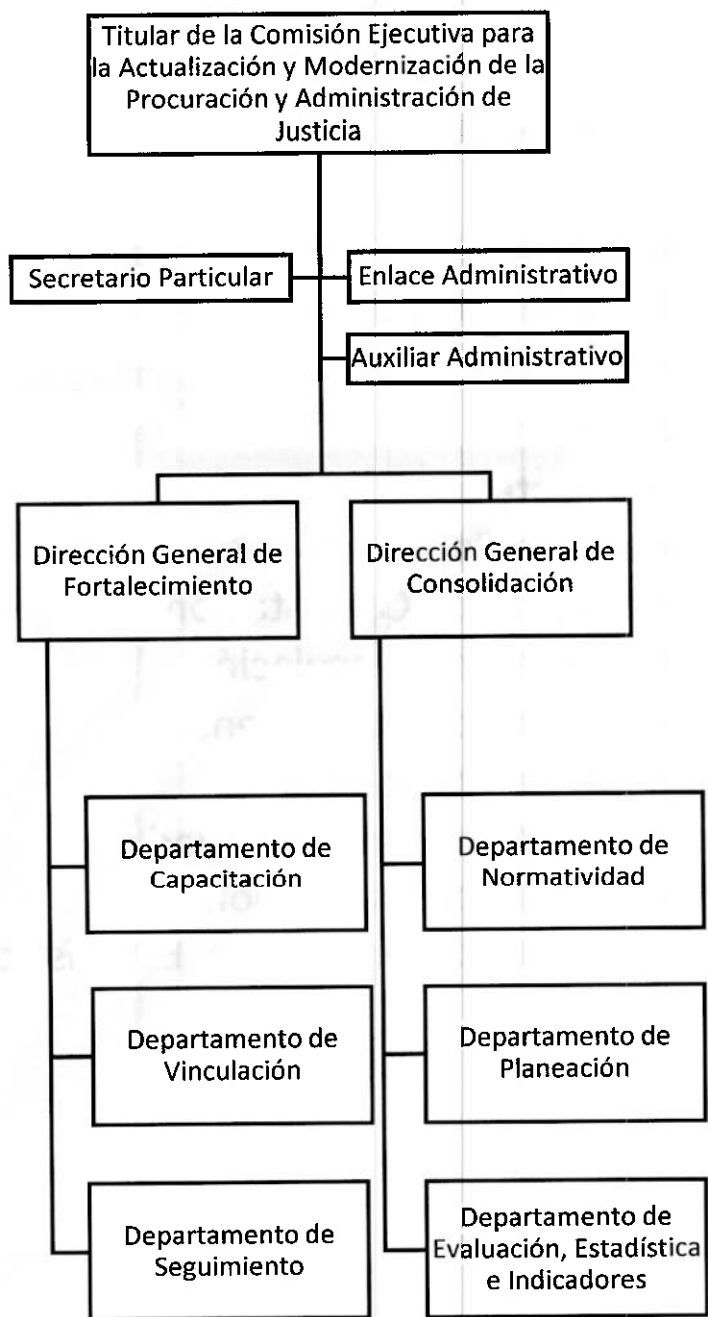 Titular de la Comisión Ejecutiva para
la Actualización y Modernización de la
Procuración y Administración de
Justicia
Secretario Particular
Enlace Administrativo
Auxiliar Administrativo
Dirección General de
Fortalecimiento
Dirección General de
Consolidación
Departamento de
Capacitación
Departamento de
Vinculación
Departamento de
Seguimiento
Departamento de
Normatividad
Departamento de
Planeación
Departamento de
Evaluación, Estadística
e Indicadores